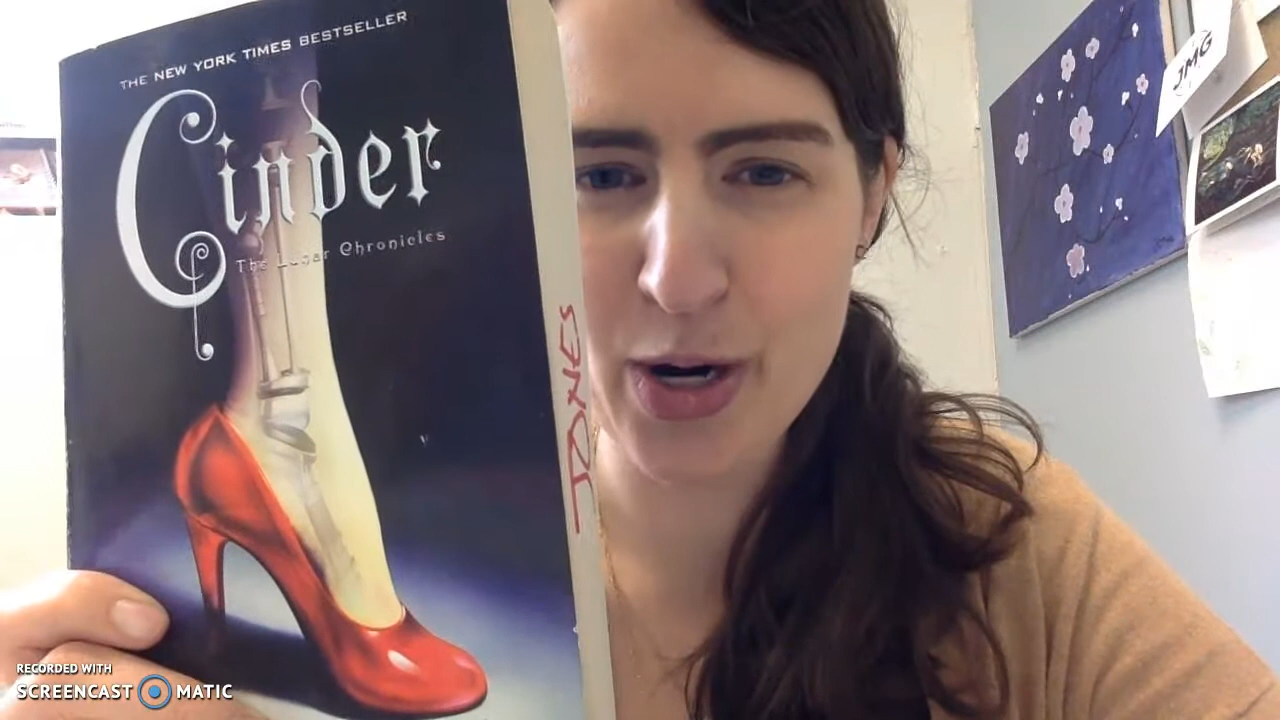 THE NEW YORK TIMES BESTSELLER
Cinder
The Lunar Chronicles
JONES
JMG
RECORDED WITH
SCREENCAST MATIC